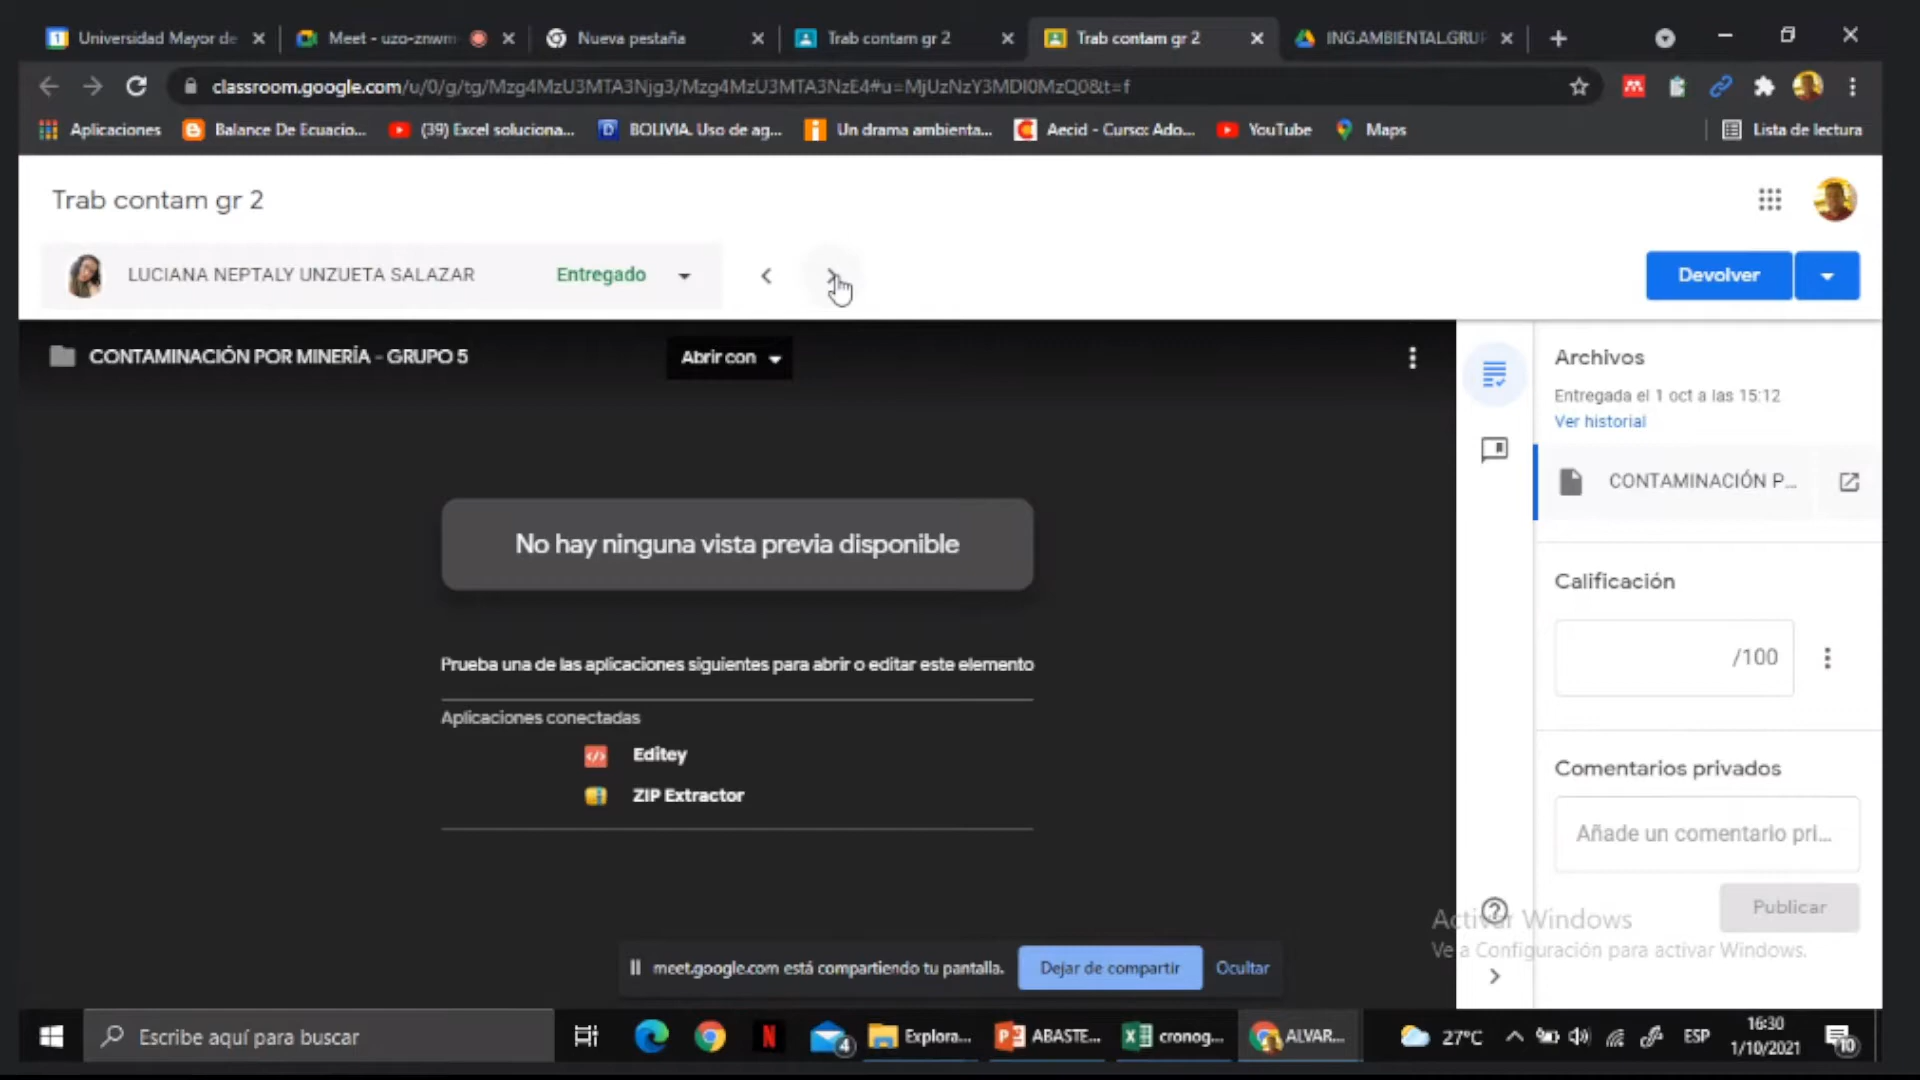 Universidad Mayor de
Meet - uzo-znwm
Nueva pestaña
Trab contam gr 2
Trab contam gr 2
ING.AMBIENTAL.GRUP
classroom.google.com/u/0/g/tg/Mzg4MzU3MTA3Njg3/Mzg4MzU3MTA3NzE4#u=MjUzNzY3MDI0MzQ0&t=f
Aplicaciones
Balance De Ecuacio...
(39) Excel soluciona...
BOLIVIA. Uso de ag...
Un drama ambienta...
Aecid - Curso: Ado...
YouTube
Maps
Lista de lectura
Trab contam gr 2
LUCIANA NEPTALY UNZUETA SALAZAR
Entregado
Devolver
CONTAMINACIÓN POR MINERÍA - GRUPO 5
Abrir con
No hay ninguna vista previa disponible
Prueba una de las aplicaciones siguientes para abrir o editar este elemento
Aplicaciones conectadas
Editey
ZIP Extractor
Archivos
Entregada el 1 oct a las 15:12
Ver historial
CONTAMINACIÓN P...
Calificación
/100
Comentarios privados
Añade un comentario pri...
Publicar
Activar Windows
Ve a Configuración para activar Windows.
meet.google.com está compartiendo tu pantalla.
Dejar de compartir
Ocultar
Escribe aquí para buscar
4
Explora...
ABASTE...
cronog...
ALVAR...
27°C
ESP
16:30
1/10/2021
10